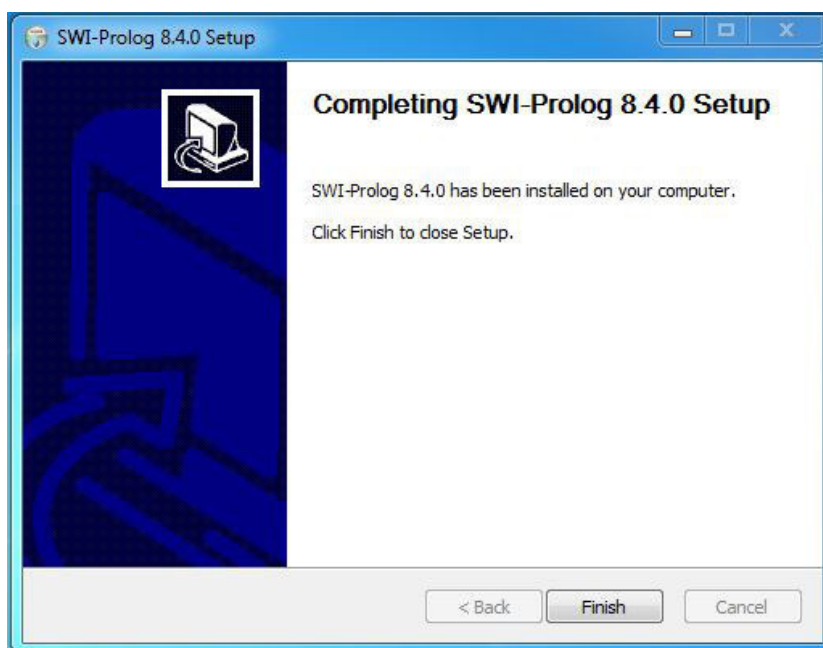 SWI-Prolog 8.4.0 Setup
Completing SWI-Prolog 8.4.0 Setup
SWI-Prolog 8.4.0 has been installed on your computer.
Click Finish to close Setup.
< Back
Finish
Cancel